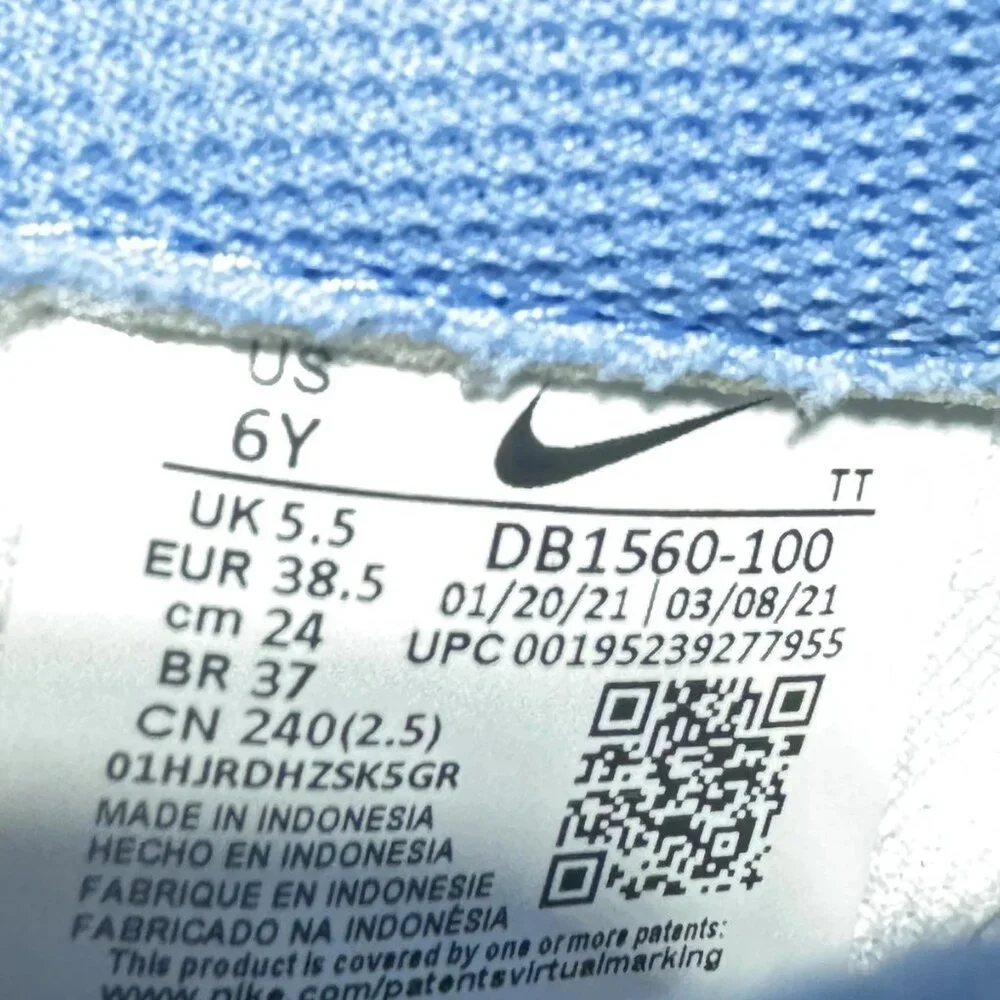 US
6Y
TT
UK 5.5
EUR 38.5
cm 24
BR 37
CN 240(2.5)
01HJRDHZSK5GR
DB1560-100
01/20/21 | 03/08/21
UPC 00195239277955
MADE IN INDONESIA
HECHO EN INDONESIA
FABRIQUE EN INDONESIE
FABRICADO NA INDONÉSIA
This product is covered by one or more patents:
www.nike.com/patentsvirtualmarking